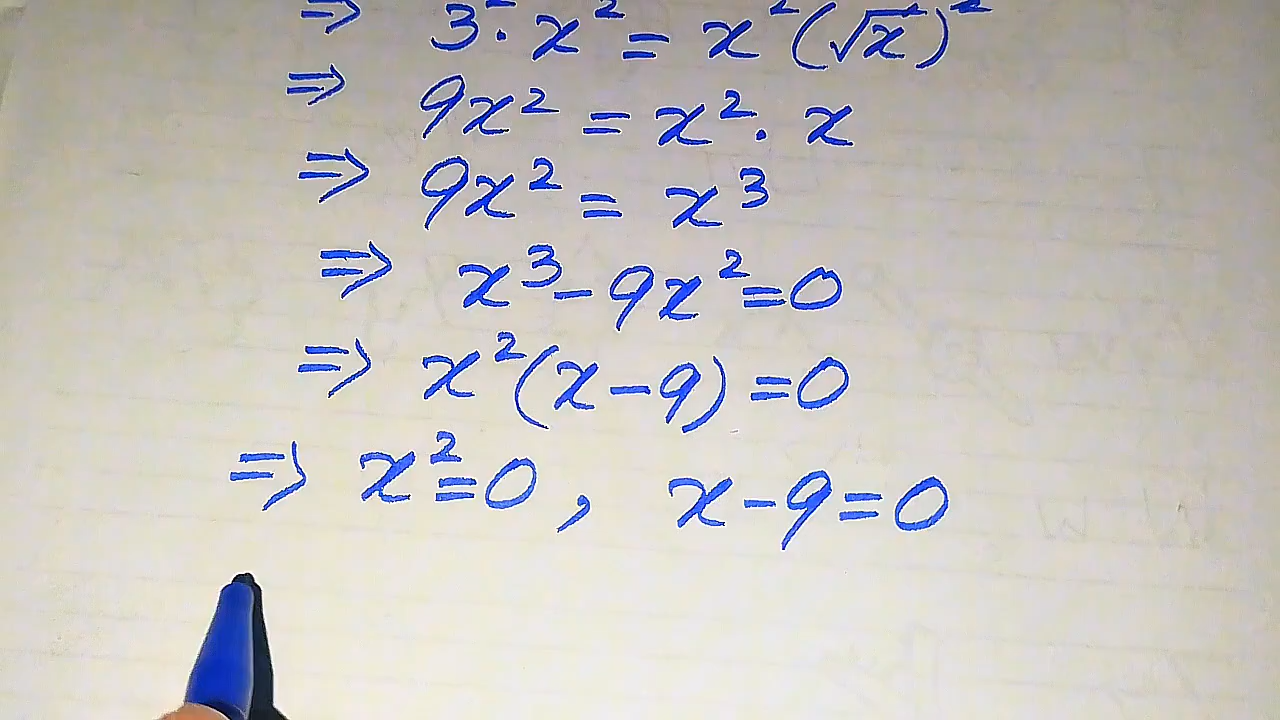 ⇒ 3² · x² = x² (√x)²
⇒ 9x² = x² · x
⇒ 9x² = x³
⇒ x³ - 9x² = 0
⇒ x² (x - 9) = 0
⇒ x² = 0 , x - 9 = 0